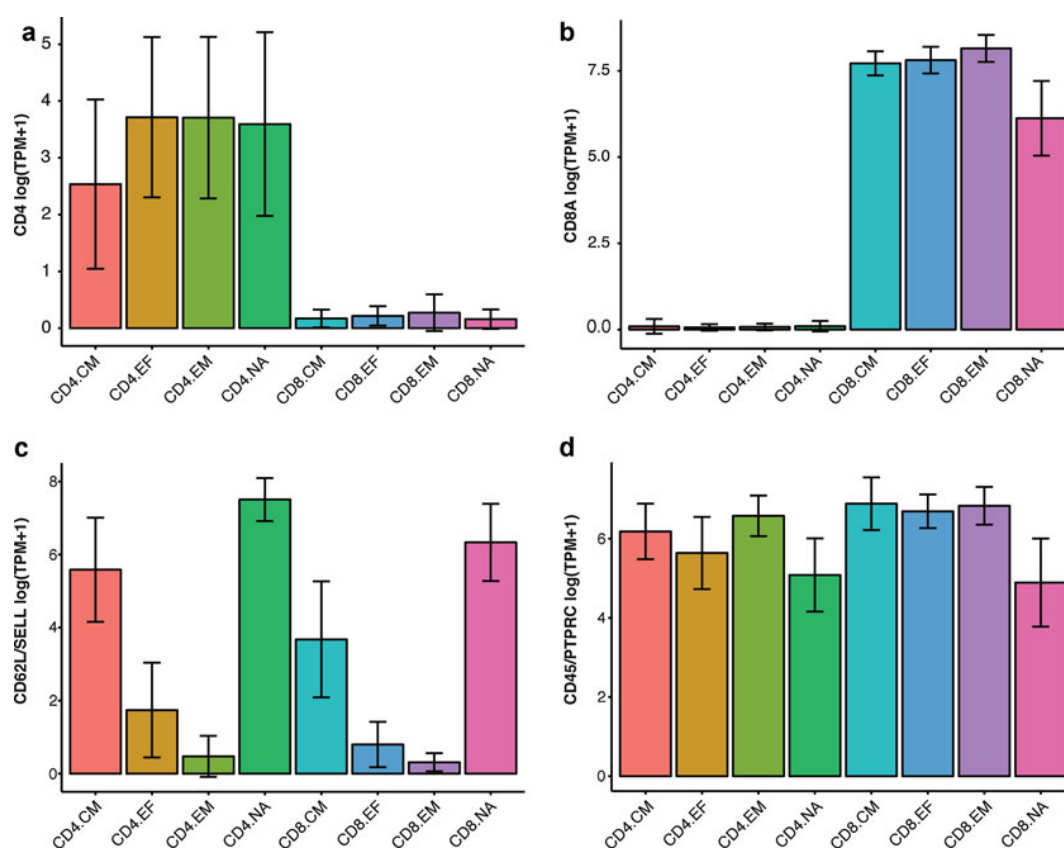 a
CD4 log(TPM+1)
5
4
3
2
1
0
CD4.CM
CD4.EF
CD4.EM
CD4.NA
CD8.CM
CD8.EF
CD8.EM
CD8.NA
b
CD8A log(TPM+1)
7.5
5.0
2.5
0.0
CD4.CM
CD4.EF
CD4.EM
CD4.NA
CD8.CM
CD8.EF
CD8.EM
CD8.NA
c
CD62L/SELL log(TPM+1)
8
6
4
2
0
CD4.CM
CD4.EF
CD4.EM
CD4.NA
CD8.CM
CD8.EF
CD8.EM
CD8.NA
d
CD45/PTPRC log(TPM+1)
6
4
2
0
CD4.CM
CD4.EF
CD4.EM
CD4.NA
CD8.CM
CD8.EF
CD8.EM
CD8.NA